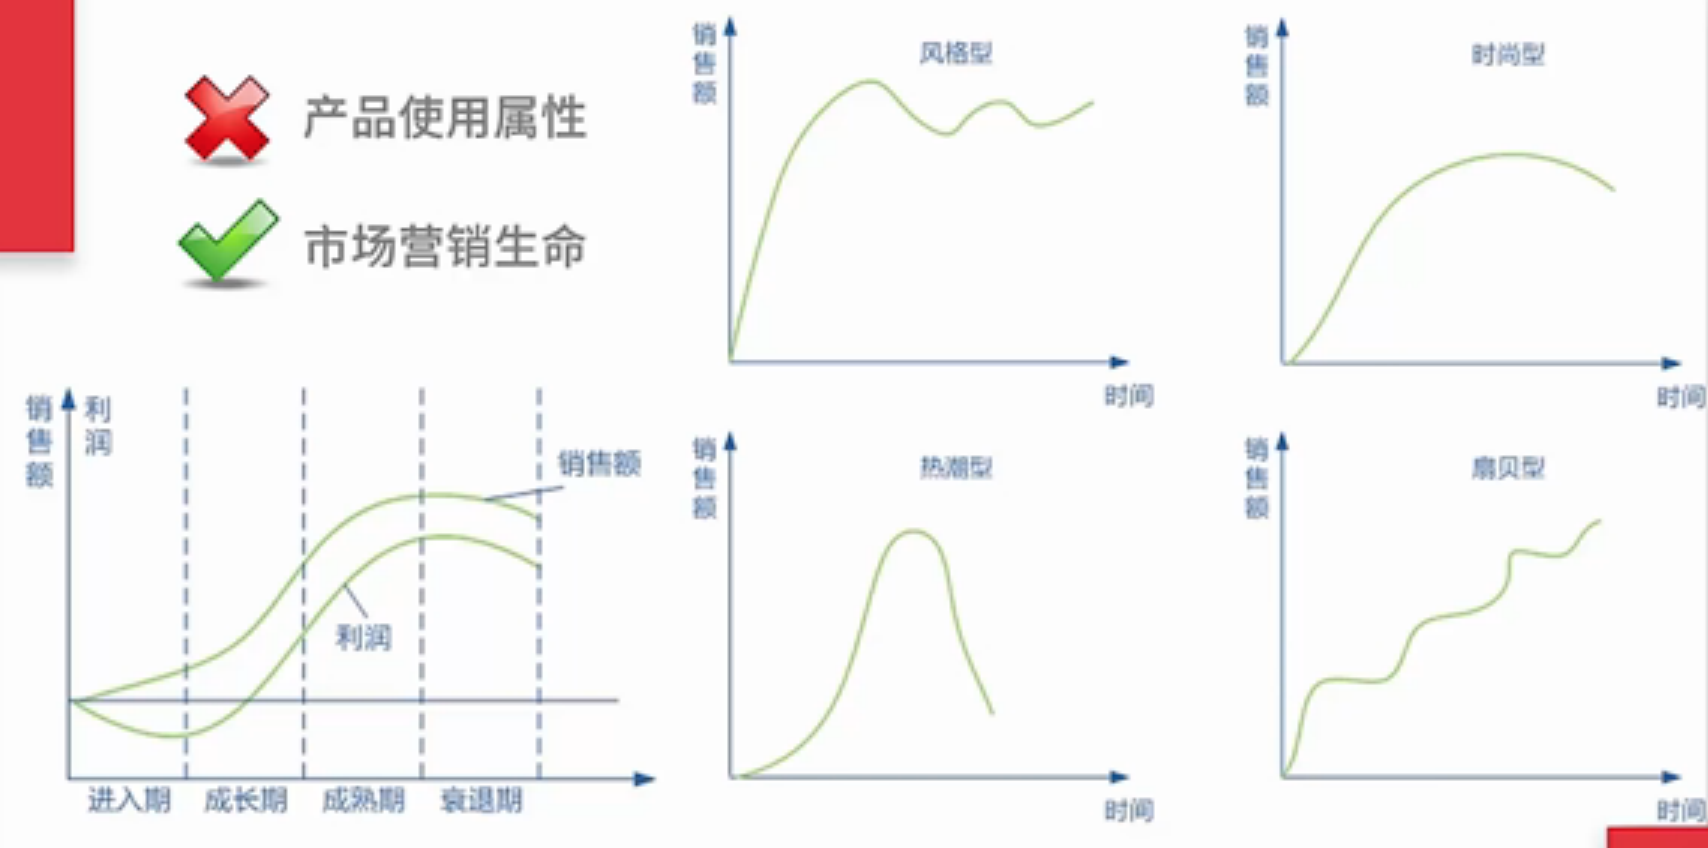 产品使用属性
市场营销生命
销售额
利润
销售额
利润
进入期
成长期
成熟期
衰退期
销售额
风格型
时间
销售额
时尚型
时间
销售额
热潮型
时间
销售额
扇贝型
时间